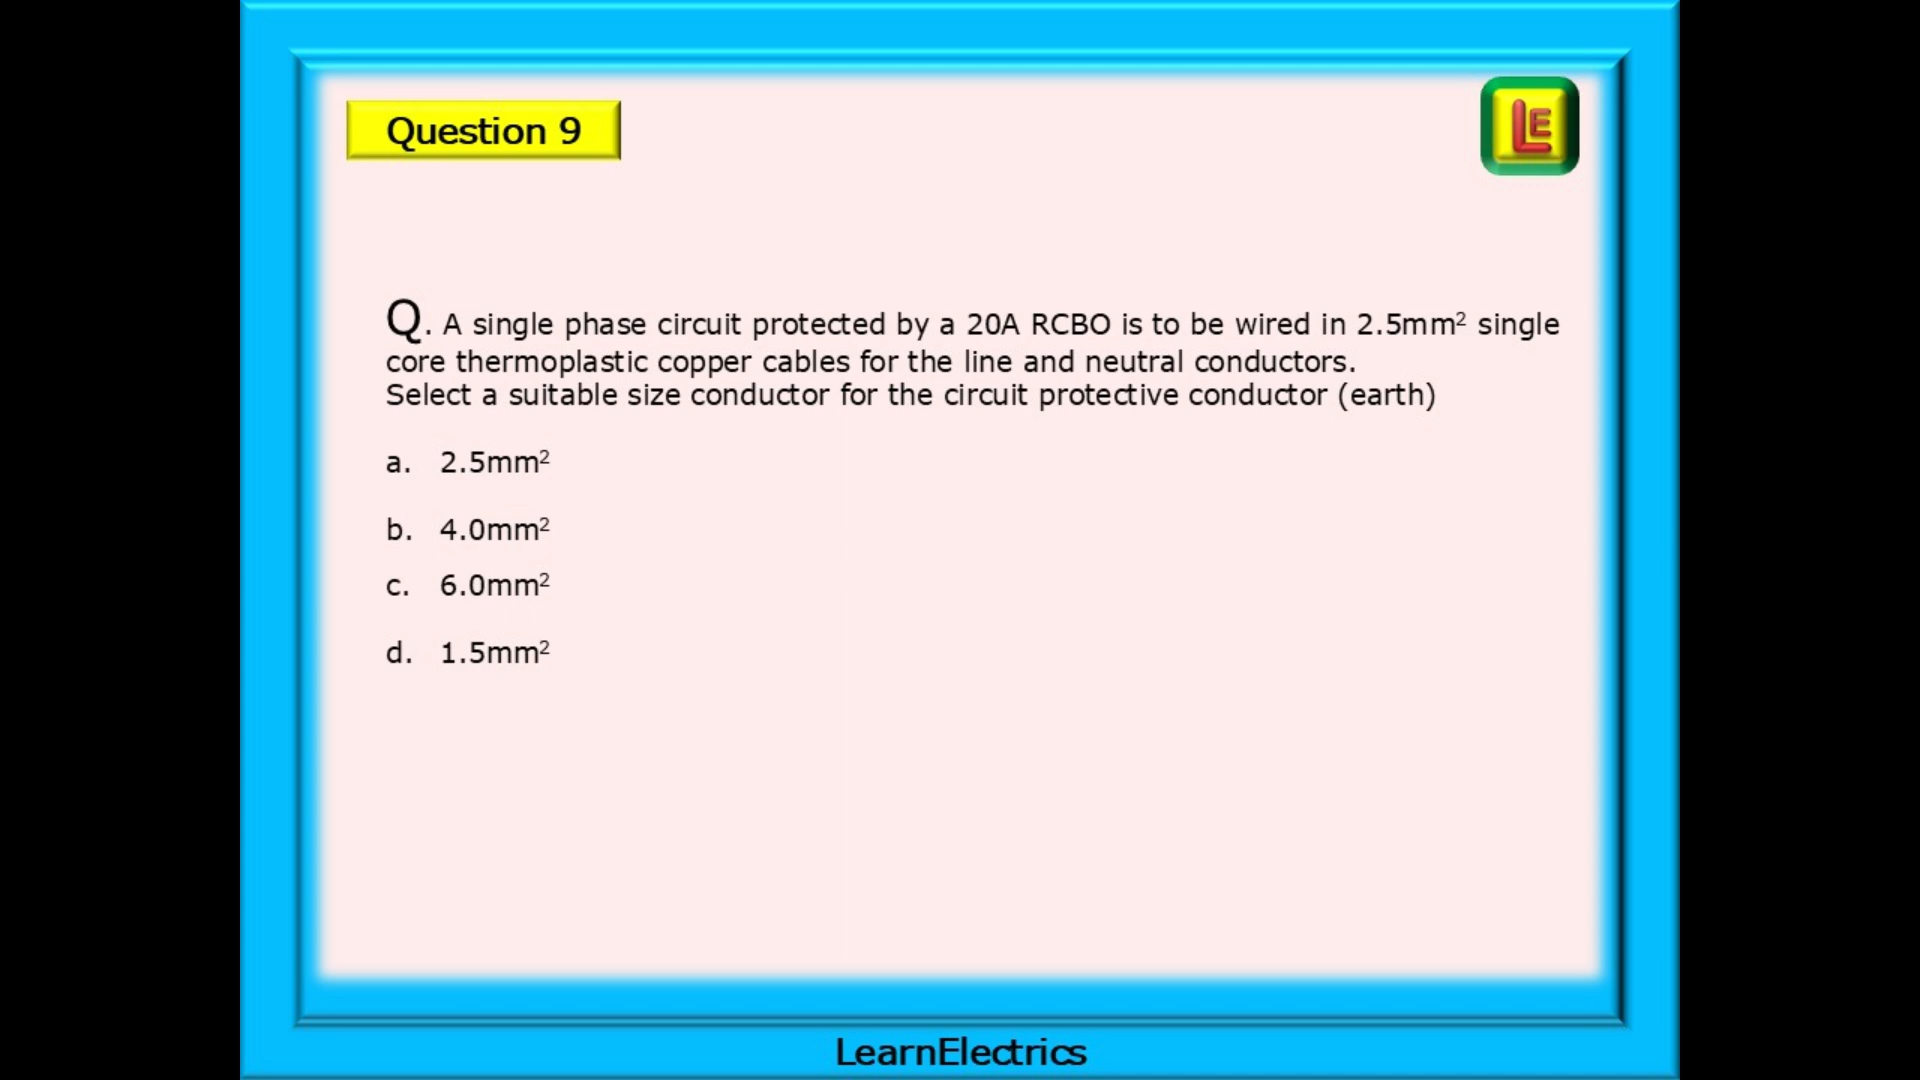 Question 9
LE
Q. A single phase circuit protected by a 20A RCBO is to be wired in 2.5mm² single
core thermoplastic copper cables for the line and neutral conductors.
Select a suitable size conductor for the circuit protective conductor (earth)
a. 2.5mm²
b. 4.0mm²
c. 6.0mm²
d. 1.5mm²
LearnElectrics